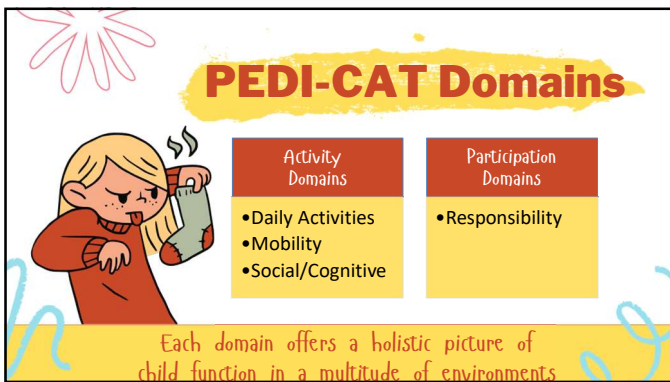 PEDI-CAT Domains
Activity
Domains
•Daily Activities
•Mobility
•Social/Cognitive
Participation
Domains
•Responsibility
Each domain offers a holistic picture of
child function in a multitude of environments